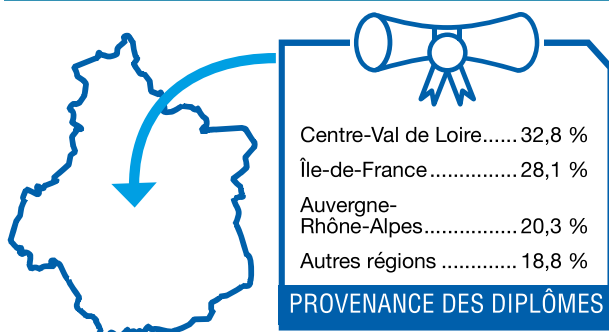 Centre-Val de Loire...... 32,8 %
Île-de-France ............... 28,1 %
Auvergne-
Rhône-Alpes................ 20,3 %
Autres régions ............. 18,8 %
PROVENANCE DES DIPLÔMES